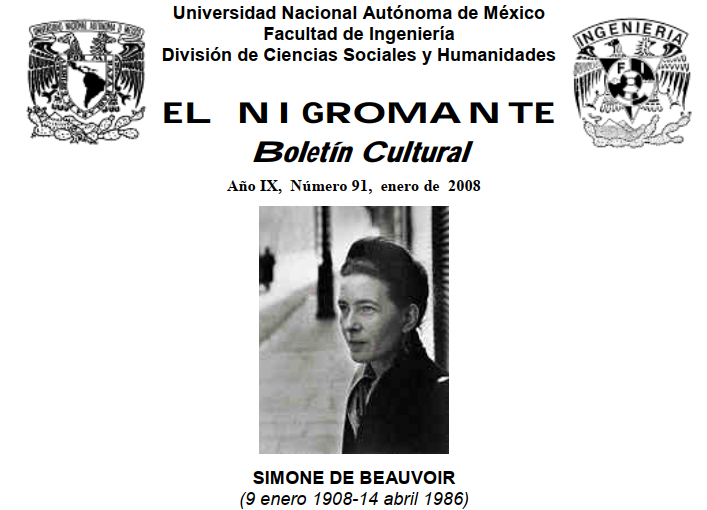 Universidad Nacional Autónoma de México
Facultad de Ingeniería
División de Ciencias Sociales y Humanidades
INGENIERIA
F I
EL NIGROMANTE
Boletín Cultural
Año IX, Número 91, enero de 2008
SIMONE DE BEAUVOIR
(9 enero 1908-14 abril 1986)